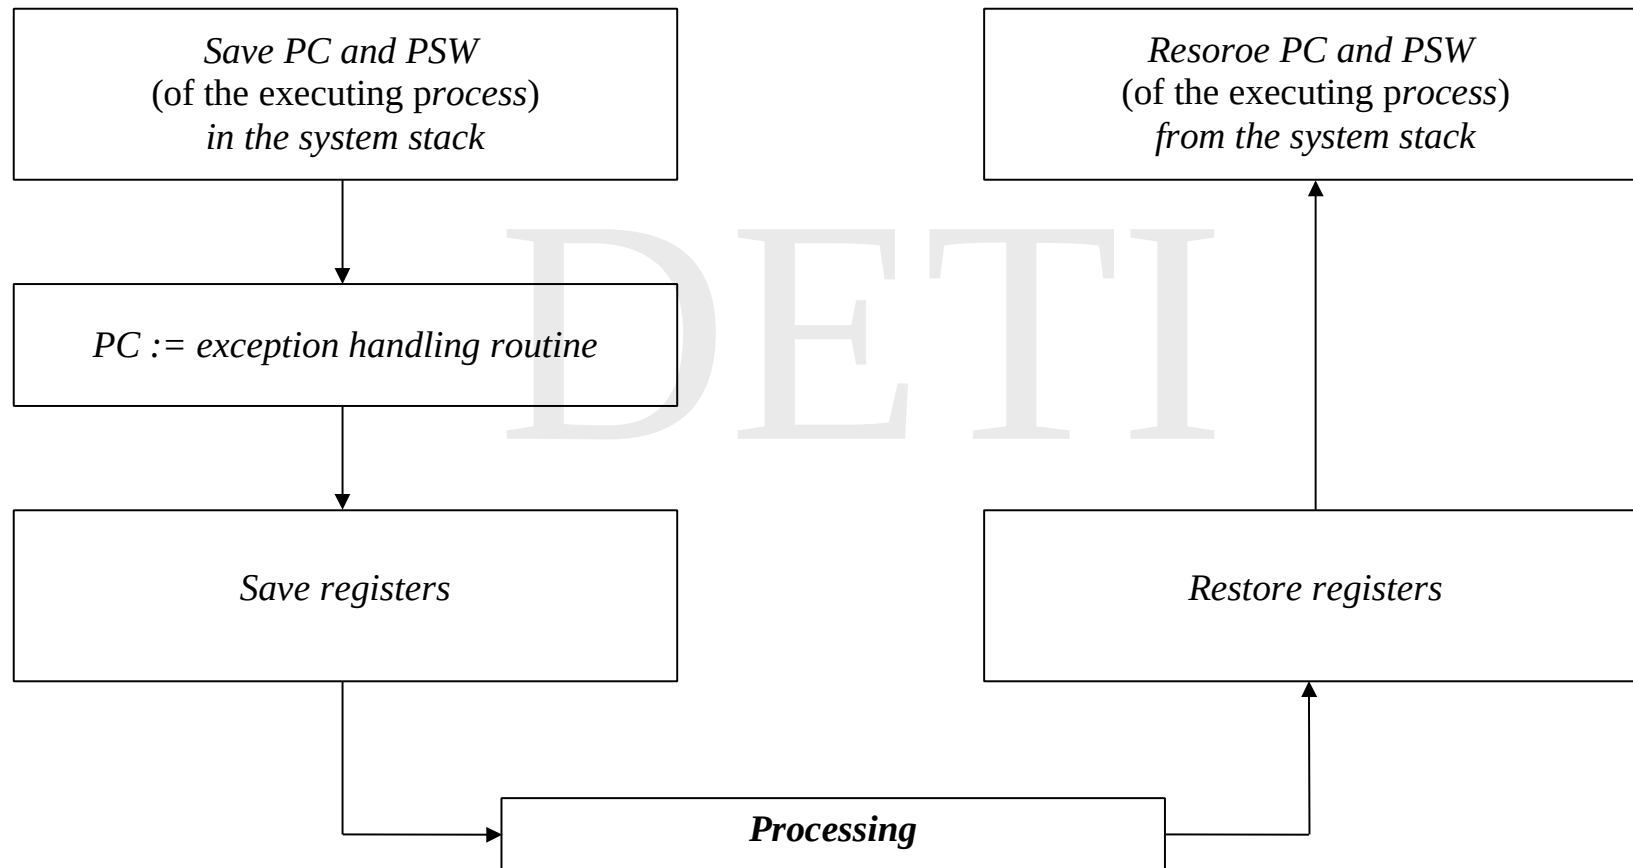 Save PC and PSW
(of the executing process)
in the system stack
PC := exception handling routine
Save registers
Processing
Restore registers
Resoroe PC and PSW
(of the executing process)
from the system stack
DETI